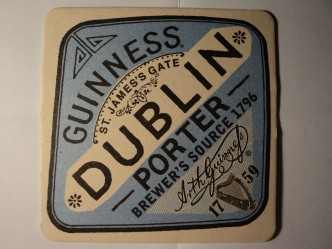 GUINNESS
ST. JAMES'S GATE
* DUBLIN *
— PORTER —
BREWER'S SOURCE, 1796
Arth Guinness
17 59